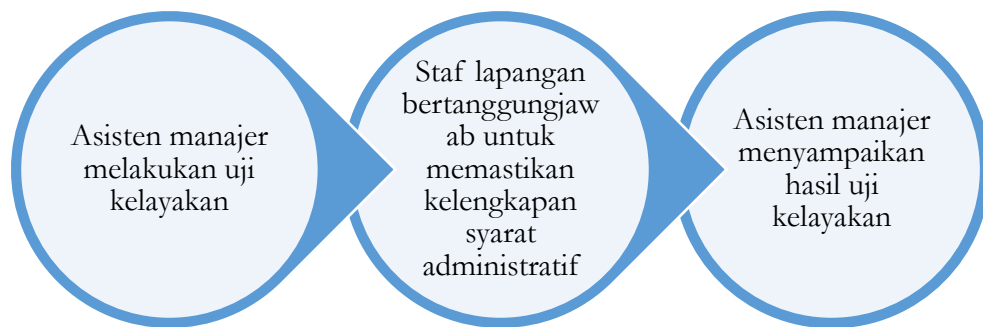 Asisten manajer
melakukan uji
kelayakan
Staf lapangan
bertanggungjaw
ab untuk
memastikan
kelengkapan
syarat
administratif
Asisten manajer
menyampaikan
hasil uji
kelayakan